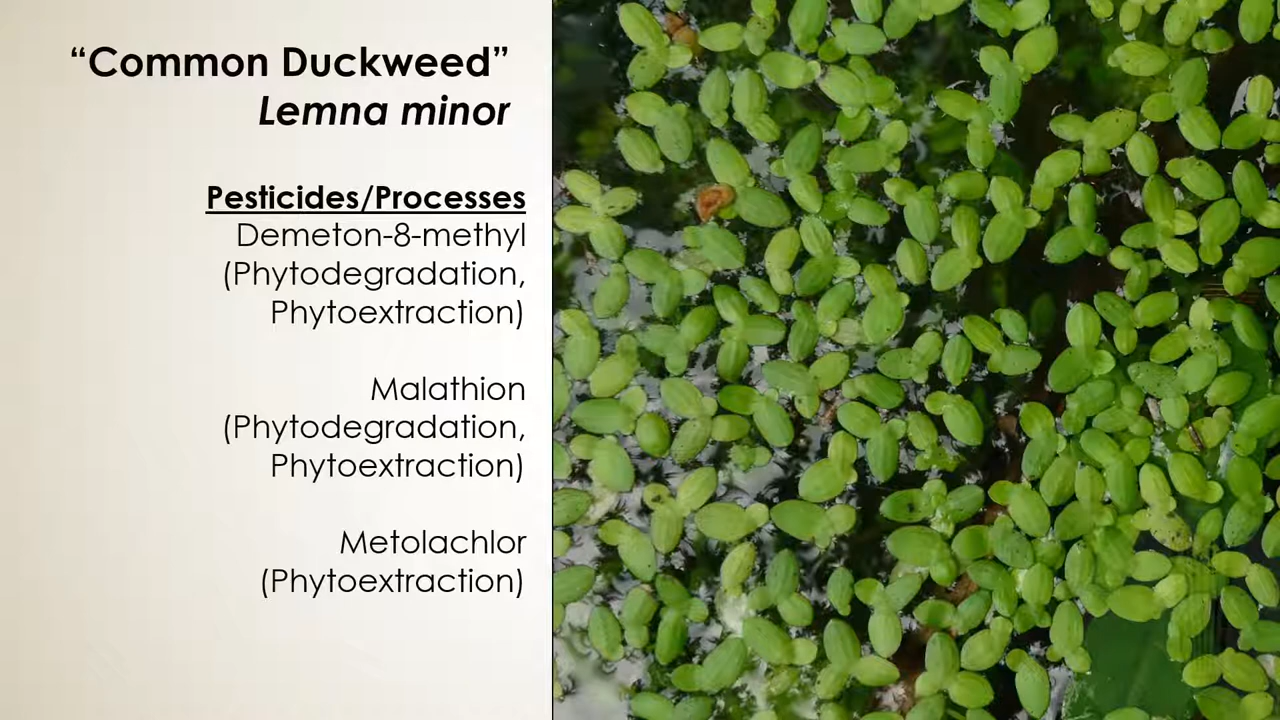 “Common Duckweed”
Lemna minor
Pesticides/Processes
Demeton-8-methyl
(Phytodegradation,
Phytoextraction)
Malathion
(Phytodegradation,
Phytoextraction)
Metolachlor
(Phytoextraction)